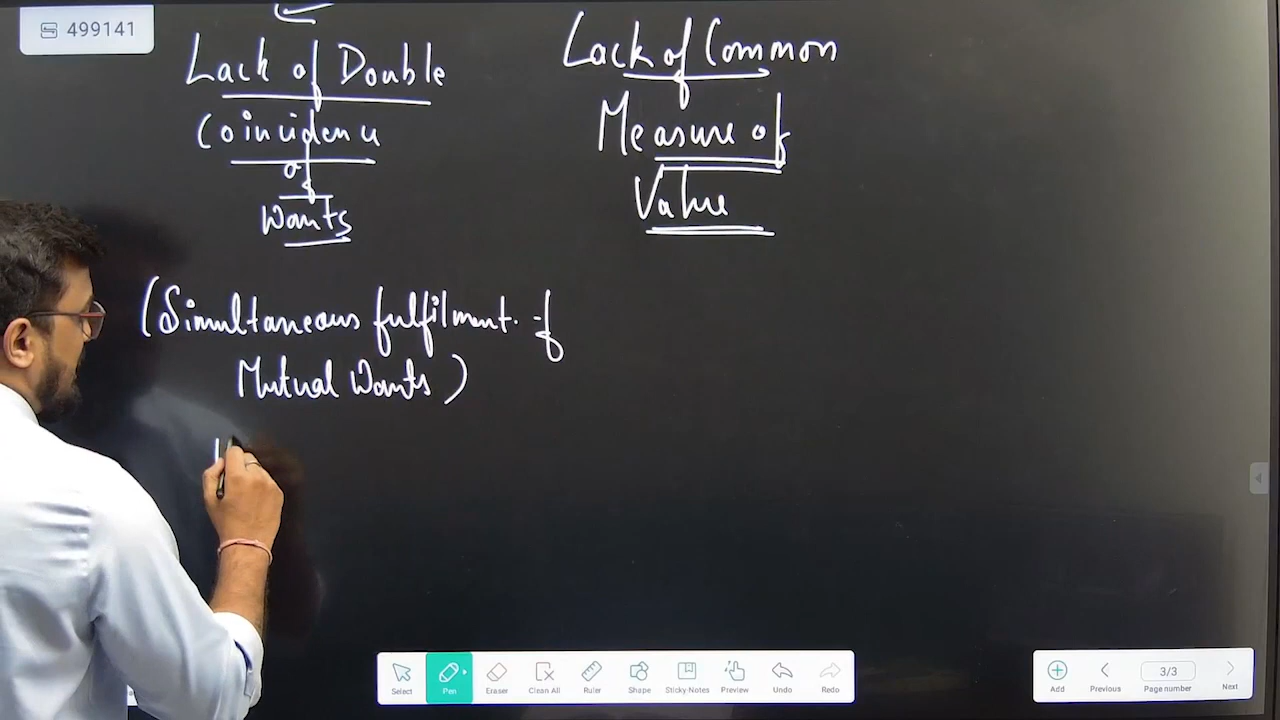 499141
Lack of Double
Coincidence
of
Wants
Lack of Common
Measure of
Value
(Simultaneous fulfilment of
Mutual Wants)
Select
Pen
Eraser
Clean All
Ruler
Shape
Sticky-Notes
Preview
Undo
Redo
Add
Previous
3/3
Page number
Next